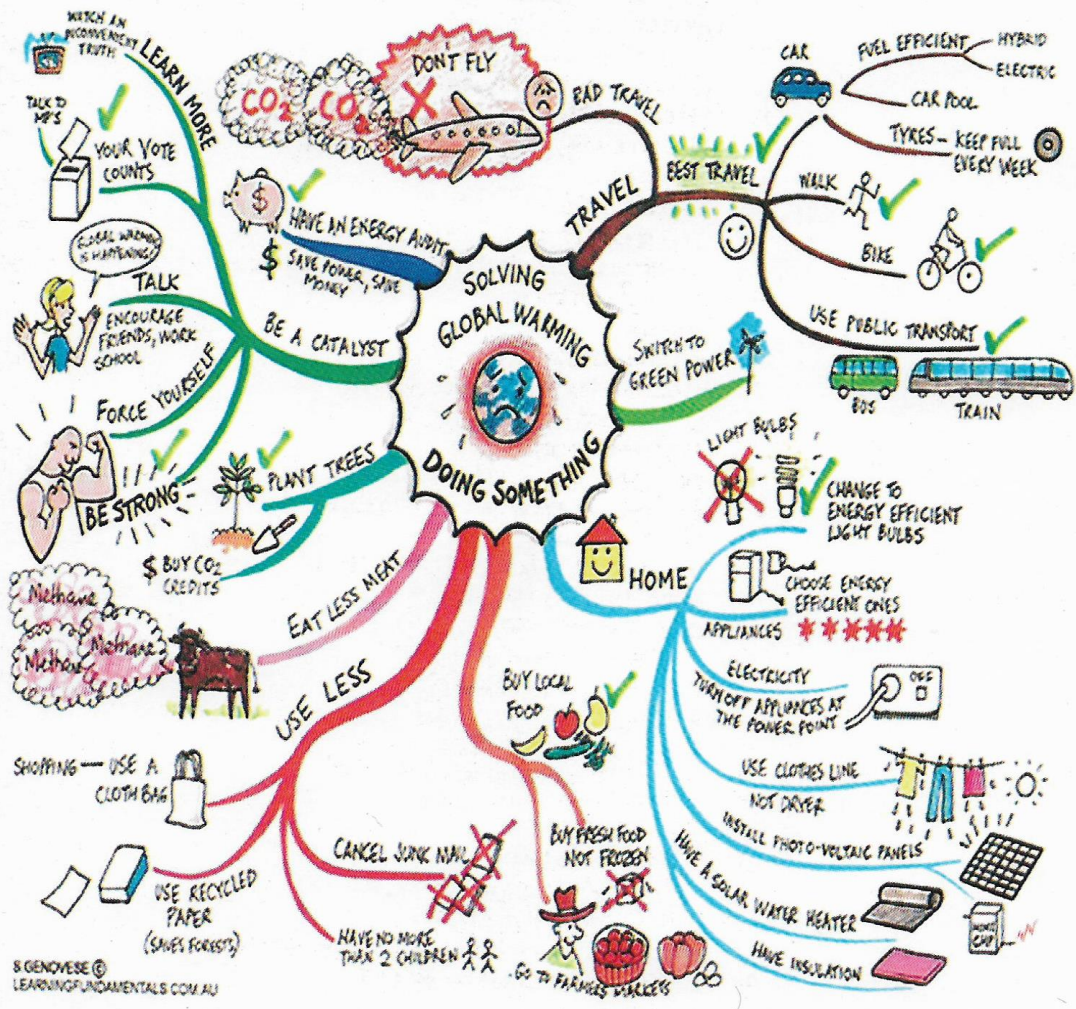 SOLVING
GLOBAL WARMING
DOING SOMETHING
TRAVEL
BAD TRAVEL
DONT FLY
CO2
CO2
BEST TRAVEL
CAR
FUEL EFFICIENT
HYBRID
ELECTRIC
CAR POOL
TYRES – KEEP FULL
EVERY WEEK
WALK
BIKE
USE PUBLIC TRANSPORT
BUS
TRAIN
SWITCH TO
GREEN POWER
HOME
LIGHT BULBS
CHANGE TO
ENERGY EFFICIENT
LIGHT BULBS
CHOOSE ENERGY
EFFICIENT ONES
APPLIANCES
ELECTRICITY
OFF
TURN OFF APPLIANCES AT
THE POWER POINT
USE CLOTHES LINE
NOT DRYER
INSTALL PHOTO-VOLTAIC PANELS
HAVE A SOLAR WATER HEATER
HAVE INSULATION
BUY LOCAL
FOOD
BUY FRESH FOOD
NOT FROZEN
GO TO FARMERS MARKETS
USE LESS
SHOPPING — USE A
CLOTH BAG
USE RECYCLED
PAPER
(SAVES FORESTS)
CANCEL JUNK MAIL
HAVE NO MORE
THAN 2 CHILDREN
EAT LESS MEAT
Methane
Methane
Methane
PLANT TREES
$ BUY CO2
CREDITS
BE A CATALYST
LEARN MORE
WATCH AN
INCONVENIENT
TRUTH
TALK TO
MP'S
YOUR VOTE
COUNTS
GLOBAL WARMING
IS HAPPENING!
TALK
ENCOURAGE
FRIENDS, WORK
SCHOOL
FORCE YOURSELF
BE STRONG
HAVE AN ENERGY AUDIT
$
$ SAVE POWER, SAVE
MONEY
S.GENOVESE ©
LEARNINGFUNDAMENTALS.COM.AU